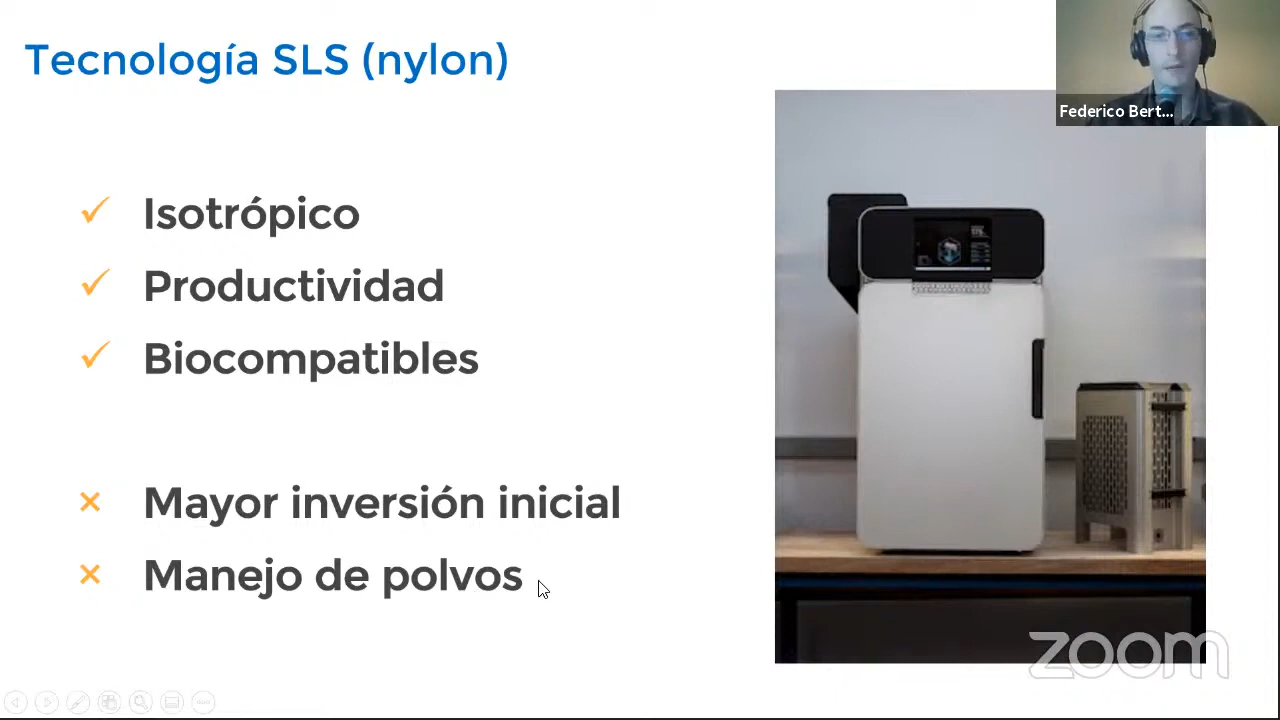 Tecnología SLS (nylon)
Federico Bert...
Isotrópico
Productividad
Biocompatibles
Mayor inversión inicial
Manejo de polvos
zoom